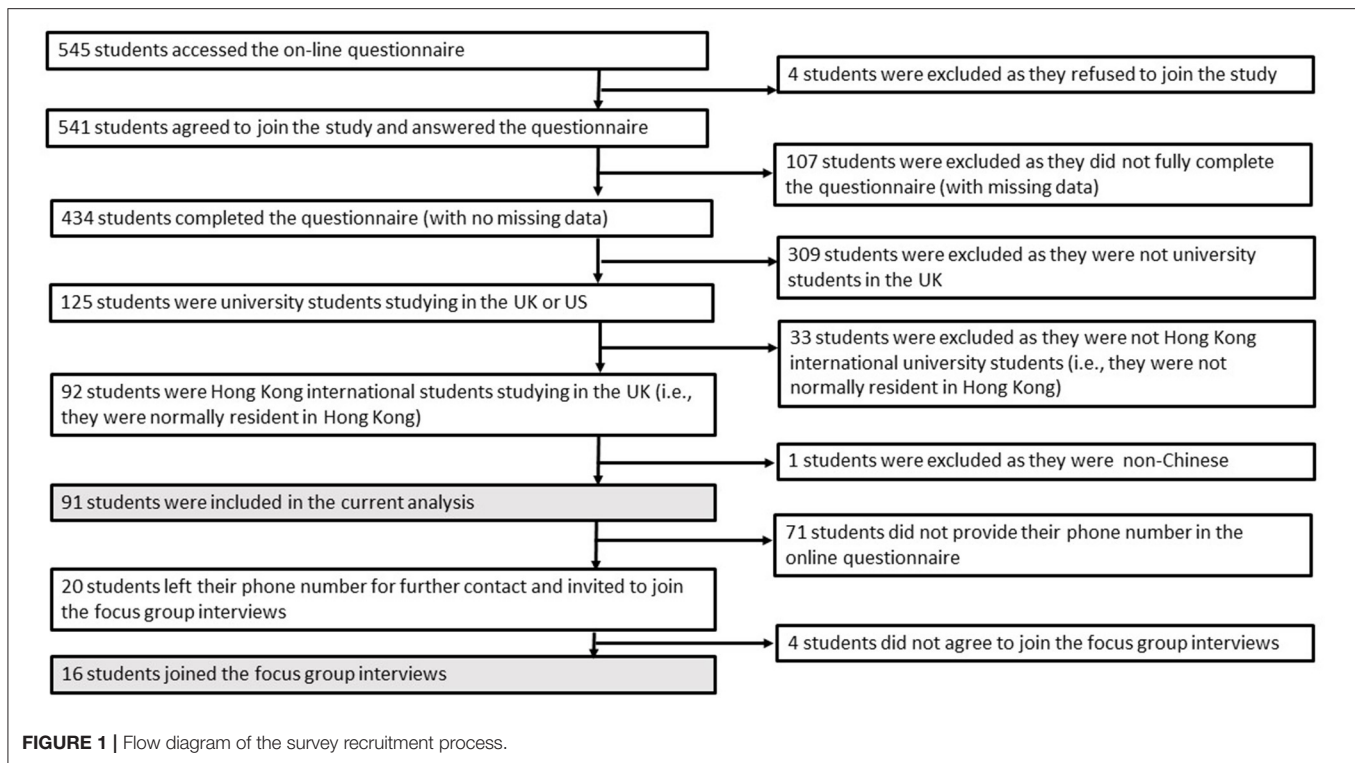 545 students accessed the on-line questionnaire
4 students were excluded as they refused to join the study
541 students agreed to join the study and answered the questionnaire
107 students were excluded as they did not fully complete
the questionnaire (with missing data)
434 students completed the questionnaire (with no missing data)
309 students were excluded as they were not university
students in the UK
125 students were university students studying in the UK or US
33 students were excluded as they were not Hong Kong
international university students (i.e., they were not
normally resident in Hong Kong)
92 students were Hong Kong international students studying in the UK (i.e.,
they were normally resident in Hong Kong)
1 students were excluded as they were non-Chinese
91 students were included in the current analysis
71 students did not provide their phone number in the
online questionnaire
20 students left their phone number for further contact and invited to join
the focus group interviews
4 students did not agree to join the focus group interviews
16 students joined the focus group interviews
FIGURE 1 | Flow diagram of the survey recruitment process.